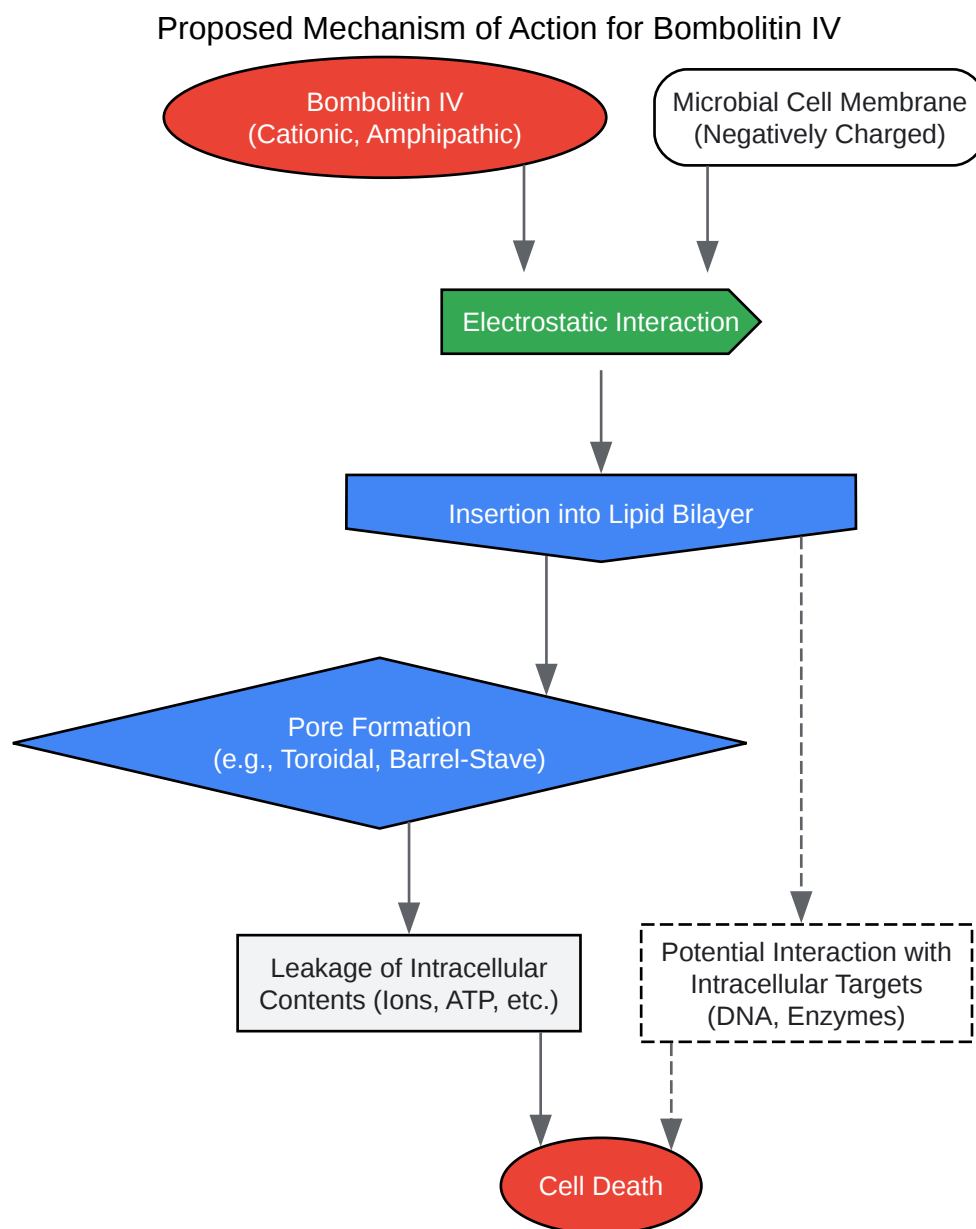 Proposed Mechanism of Action for Bombolitin IV
Bombolitin IV
(Cationic, Amphipathic)
Microbial Cell Membrane
(Negatively Charged)
Electrostatic Interaction
Insertion into Lipid Bilayer
Pore Formation
(e.g., Toroidal, Barrel-Stave)
Leakage of Intracellular
Contents (Ions, ATP, etc.)
Potential Interaction with
Intracellular Targets
(DNA, Enzymes)
Cell Death